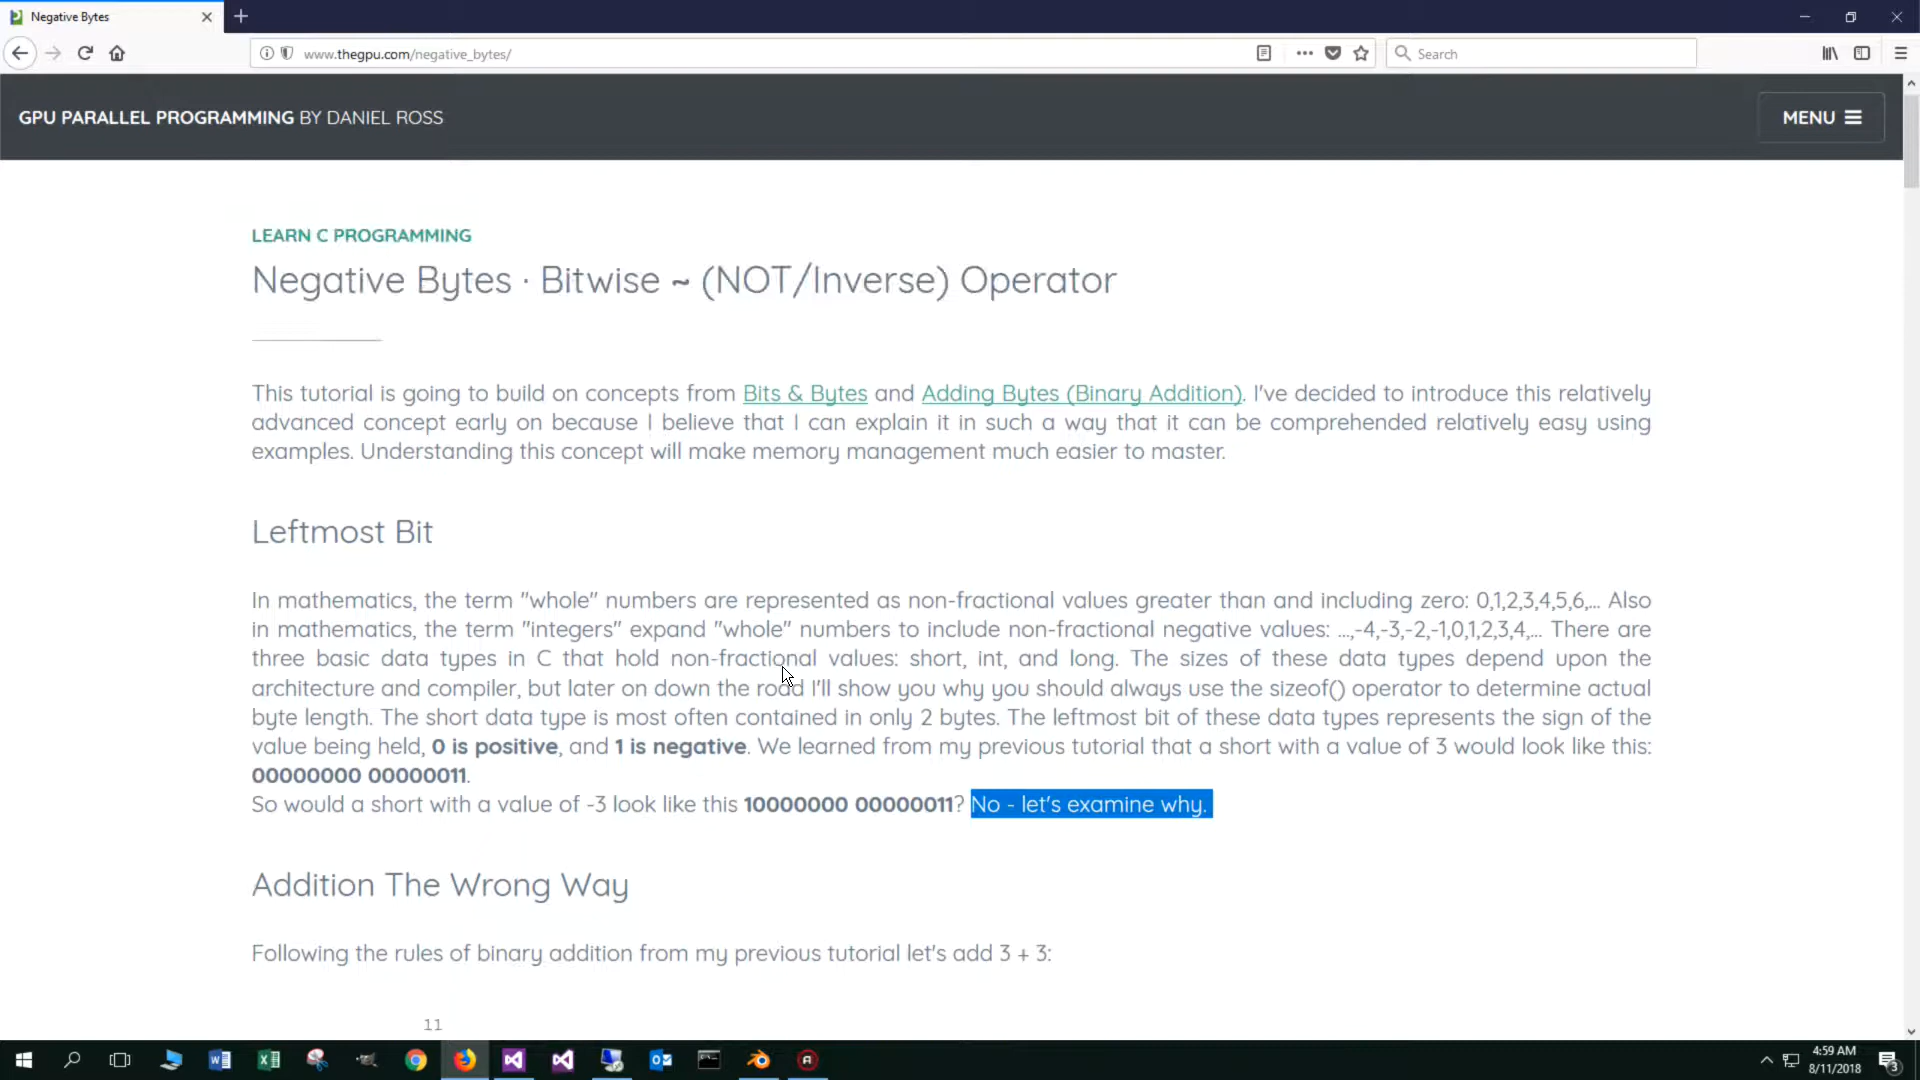 Negative Bytes
www.thegpu.com/negative_bytes/
Search
GPU PARALLEL PROGRAMMING BY DANIEL ROSS
MENU
LEARN C PROGRAMMING
Negative Bytes · Bitwise ~ (NOT/Inverse) Operator
This tutorial is going to build on concepts from Bits & Bytes and Adding Bytes (Binary Addition). I've decided to introduce this relatively
advanced concept early on because I believe that I can explain it in such a way that it can be comprehended relatively easy using
examples. Understanding this concept will make memory management much easier to master.
Leftmost Bit
In mathematics, the term "whole" numbers are represented as non-fractional values greater than and including zero: 0,1,2,3,4,5,6,... Also
in mathematics, the term "integers" expand "whole" numbers to include non-fractional negative values: ...,-4,-3,-2,-1,0,1,2,3,4,... There are
three basic data types in C that hold non-fractional values: short, int, and long. The sizes of these data types depend upon the
architecture and compiler, but later on down the road I'll show you why you should always use the sizeof() operator to determine actual
byte length. The short data type is most often contained in only 2 bytes. The leftmost bit of these data types represents the sign of the
value being held, 0 is positive, and 1 is negative. We learned from my previous tutorial that a short with a value of 3 would look like this:
00000000 00000011.
So would a short with a value of -3 look like this 10000000 00000011? No - let's examine why.
Addition The Wrong Way
Following the rules of binary addition from my previous tutorial let's add 3 + 3:
11
4:59 AM
8/11/2018
3